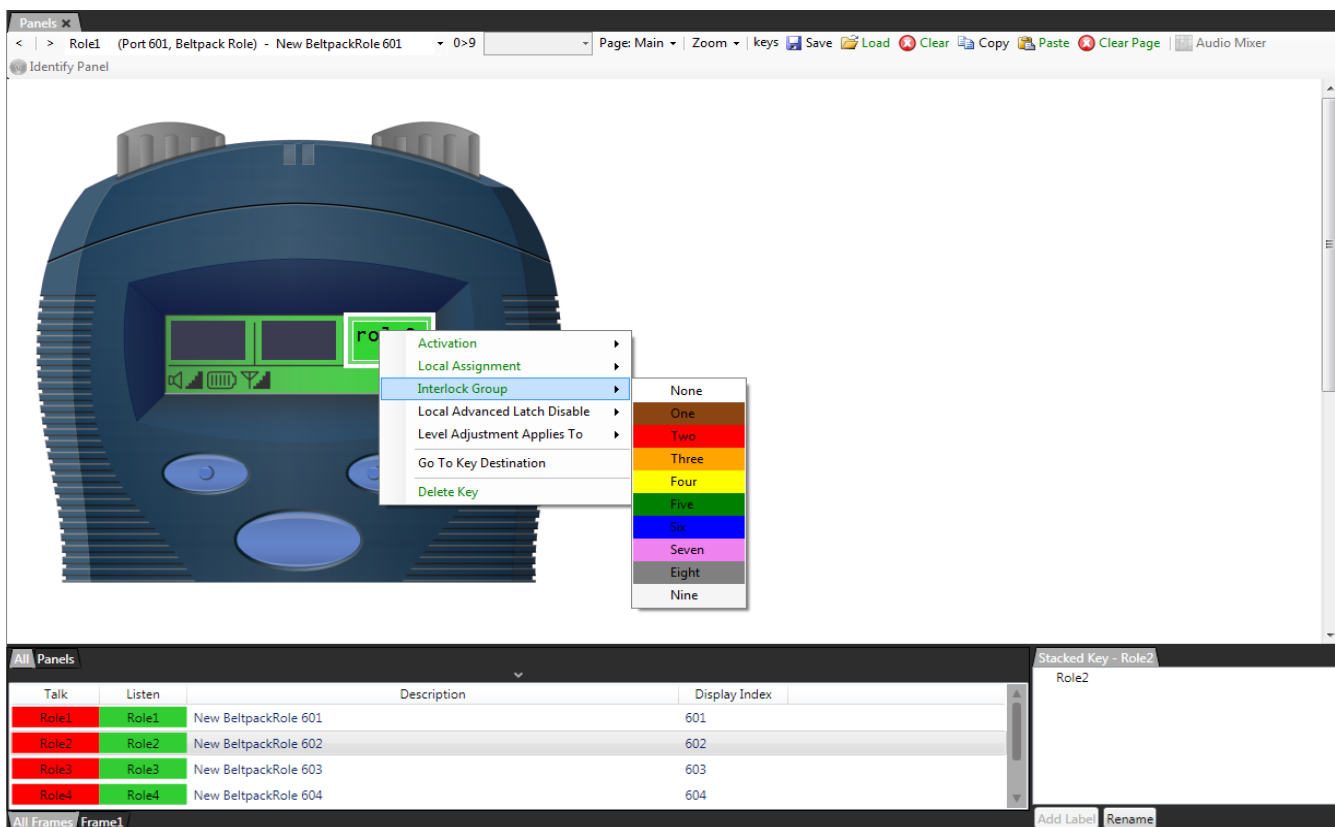 Panels ×
< > Role1 (Port 601, Beltpack Role) - New BeltpackRole 601 0>9 Page: Main Zoom keys Save Load Clear Copy Paste Clear Page Audio Mixer
Identify Panel
Activation
Local Assignment
Interlock Group
Local Advanced Latch Disable
Level Adjustment Applies To
Go To Key Destination
Delete Key
None
One
Two
Three
Four
Five
Six
Seven
Eight
Nine
All Panels
Talk Listen Description Display Index
Role1 Role1 New BeltpackRole 601 601
Role2 Role2 New BeltpackRole 602 602
Role3 Role3 New BeltpackRole 603 603
Role4 Role4 New BeltpackRole 604 604
All Frames Frame1
Stacked Key - Role2
Role2
Add Label Rename